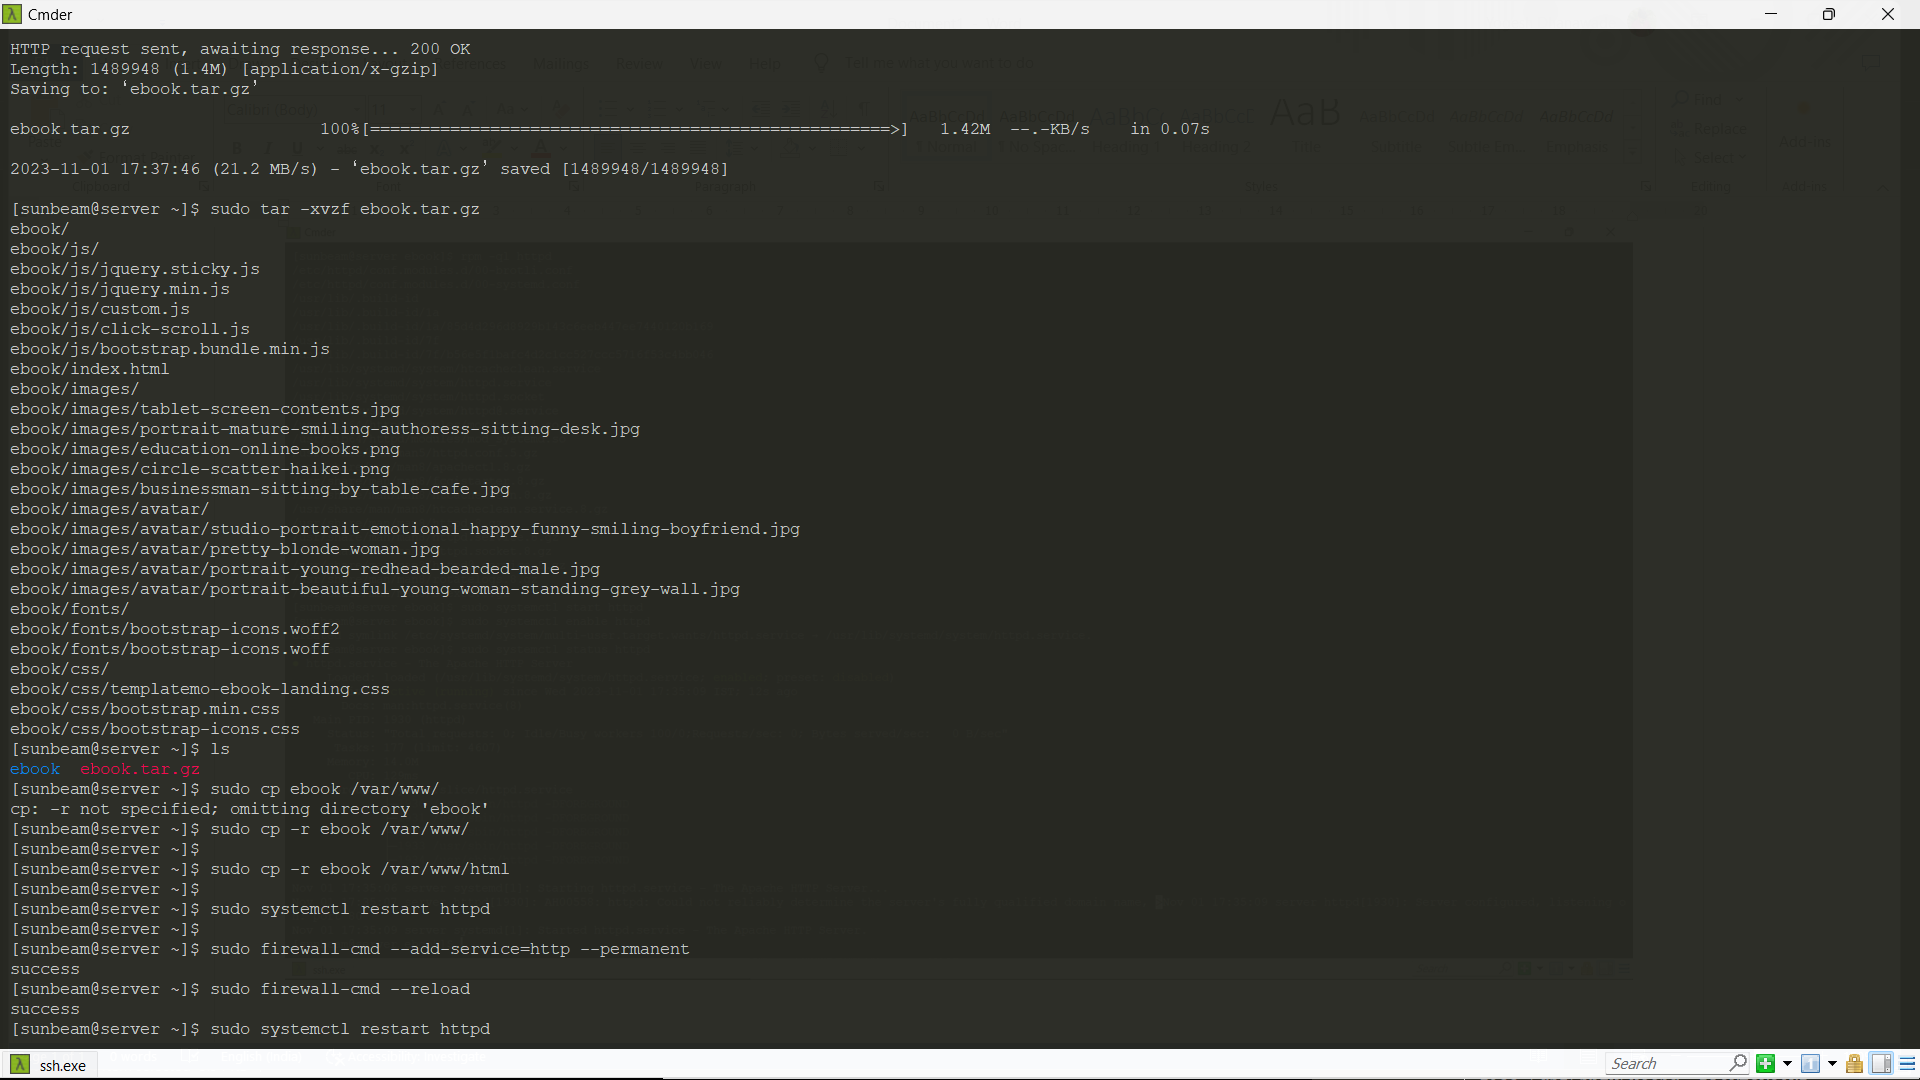 Cmder
HTTP request sent, awaiting response... 200 OK
Length: 1489948 (1.4M) [application/x-gzip]
Saving to: ‘ebook.tar.gz’
ebook.tar.gz 100%[====================================================>] 1.42M --.-KB/s in 0.07s
2023-11-01 17:37:46 (21.2 MB/s) - ‘ebook.tar.gz’ saved [1489948/1489948]
[sunbeam@server ~]$ sudo tar -xvzf ebook.tar.gz
ebook/
ebook/js/
ebook/js/jquery.sticky.js
ebook/js/jquery.min.js
ebook/js/custom.js
ebook/js/click-scroll.js
ebook/js/bootstrap.bundle.min.js
ebook/index.html
ebook/images/
ebook/images/tablet-screen-contents.jpg
ebook/images/portrait-mature-smiling-authoress-sitting-desk.jpg
ebook/images/education-online-books.png
ebook/images/circle-scatter-haikei.png
ebook/images/businessman-sitting-by-table-cafe.jpg
ebook/images/avatar/
ebook/images/avatar/studio-portrait-emotional-happy-funny-smiling-boyfriend.jpg
ebook/images/avatar/pretty-blonde-woman.jpg
ebook/images/avatar/portrait-young-redhead-bearded-male.jpg
ebook/images/avatar/portrait-beautiful-young-woman-standing-grey-wall.jpg
ebook/fonts/
ebook/fonts/bootstrap-icons.woff2
ebook/fonts/bootstrap-icons.woff
ebook/css/
ebook/css/templatemo-ebook-landing.css
ebook/css/bootstrap.min.css
ebook/css/bootstrap-icons.css
[sunbeam@server ~]$ ls
ebook ebook.tar.gz
[sunbeam@server ~]$ sudo cp ebook /var/www/
cp: -r not specified; omitting directory 'ebook'
[sunbeam@server ~]$ sudo cp -r ebook /var/www/
[sunbeam@server ~]$
[sunbeam@server ~]$ sudo cp -r ebook /var/www/html
[sunbeam@server ~]$
[sunbeam@server ~]$ sudo systemctl restart httpd
[sunbeam@server ~]$
[sunbeam@server ~]$ sudo firewall-cmd --add-service=http --permanent
success
[sunbeam@server ~]$ sudo firewall-cmd --reload
success
[sunbeam@server ~]$ sudo systemctl restart httpd
ssh.exe Search